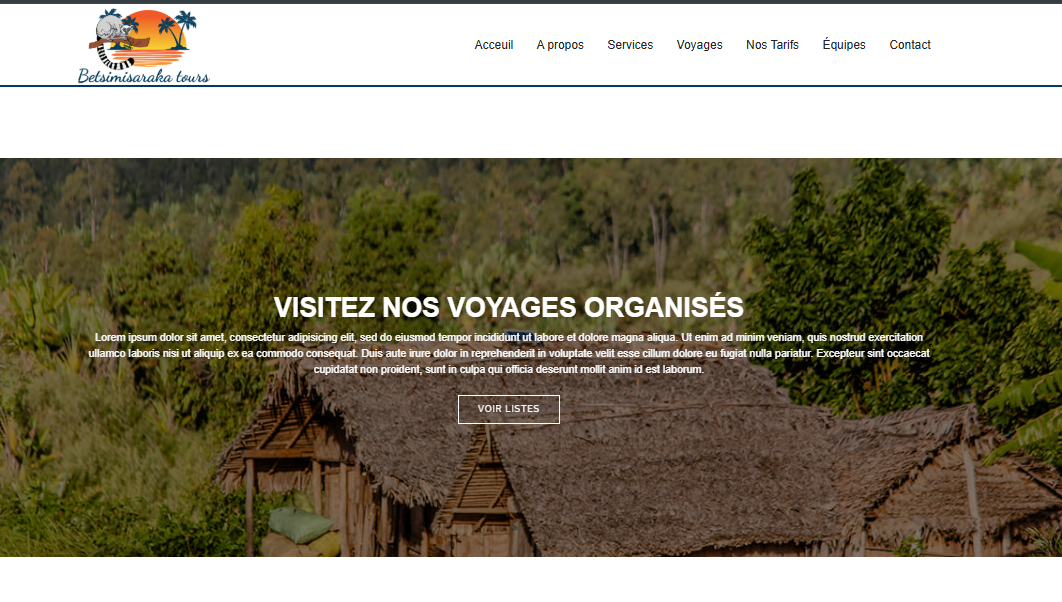 Betsimisaraka tours
Acceuil A propos Services Voyages Nos Tarifs Équipes Contact
VISITEZ NOS VOYAGES ORGANISÉS
Lorem ipsum dolor sit amet, consectetur adipisicing elit, sed do eiusmod tempor incididunt ut labore et dolore magna aliqua. Ut enim ad minim veniam, quis nostrud exercitation
ullamco laboris nisi ut aliquip ex ea commodo consequat. Duis aute irure dolor in reprehenderit in voluptate velit esse cillum dolore eu fugiat nulla pariatur. Excepteur sint occaecat
cupidatat non proident, sunt in culpa qui officia deserunt mollit anim id est laborum.
VOIR LISTES